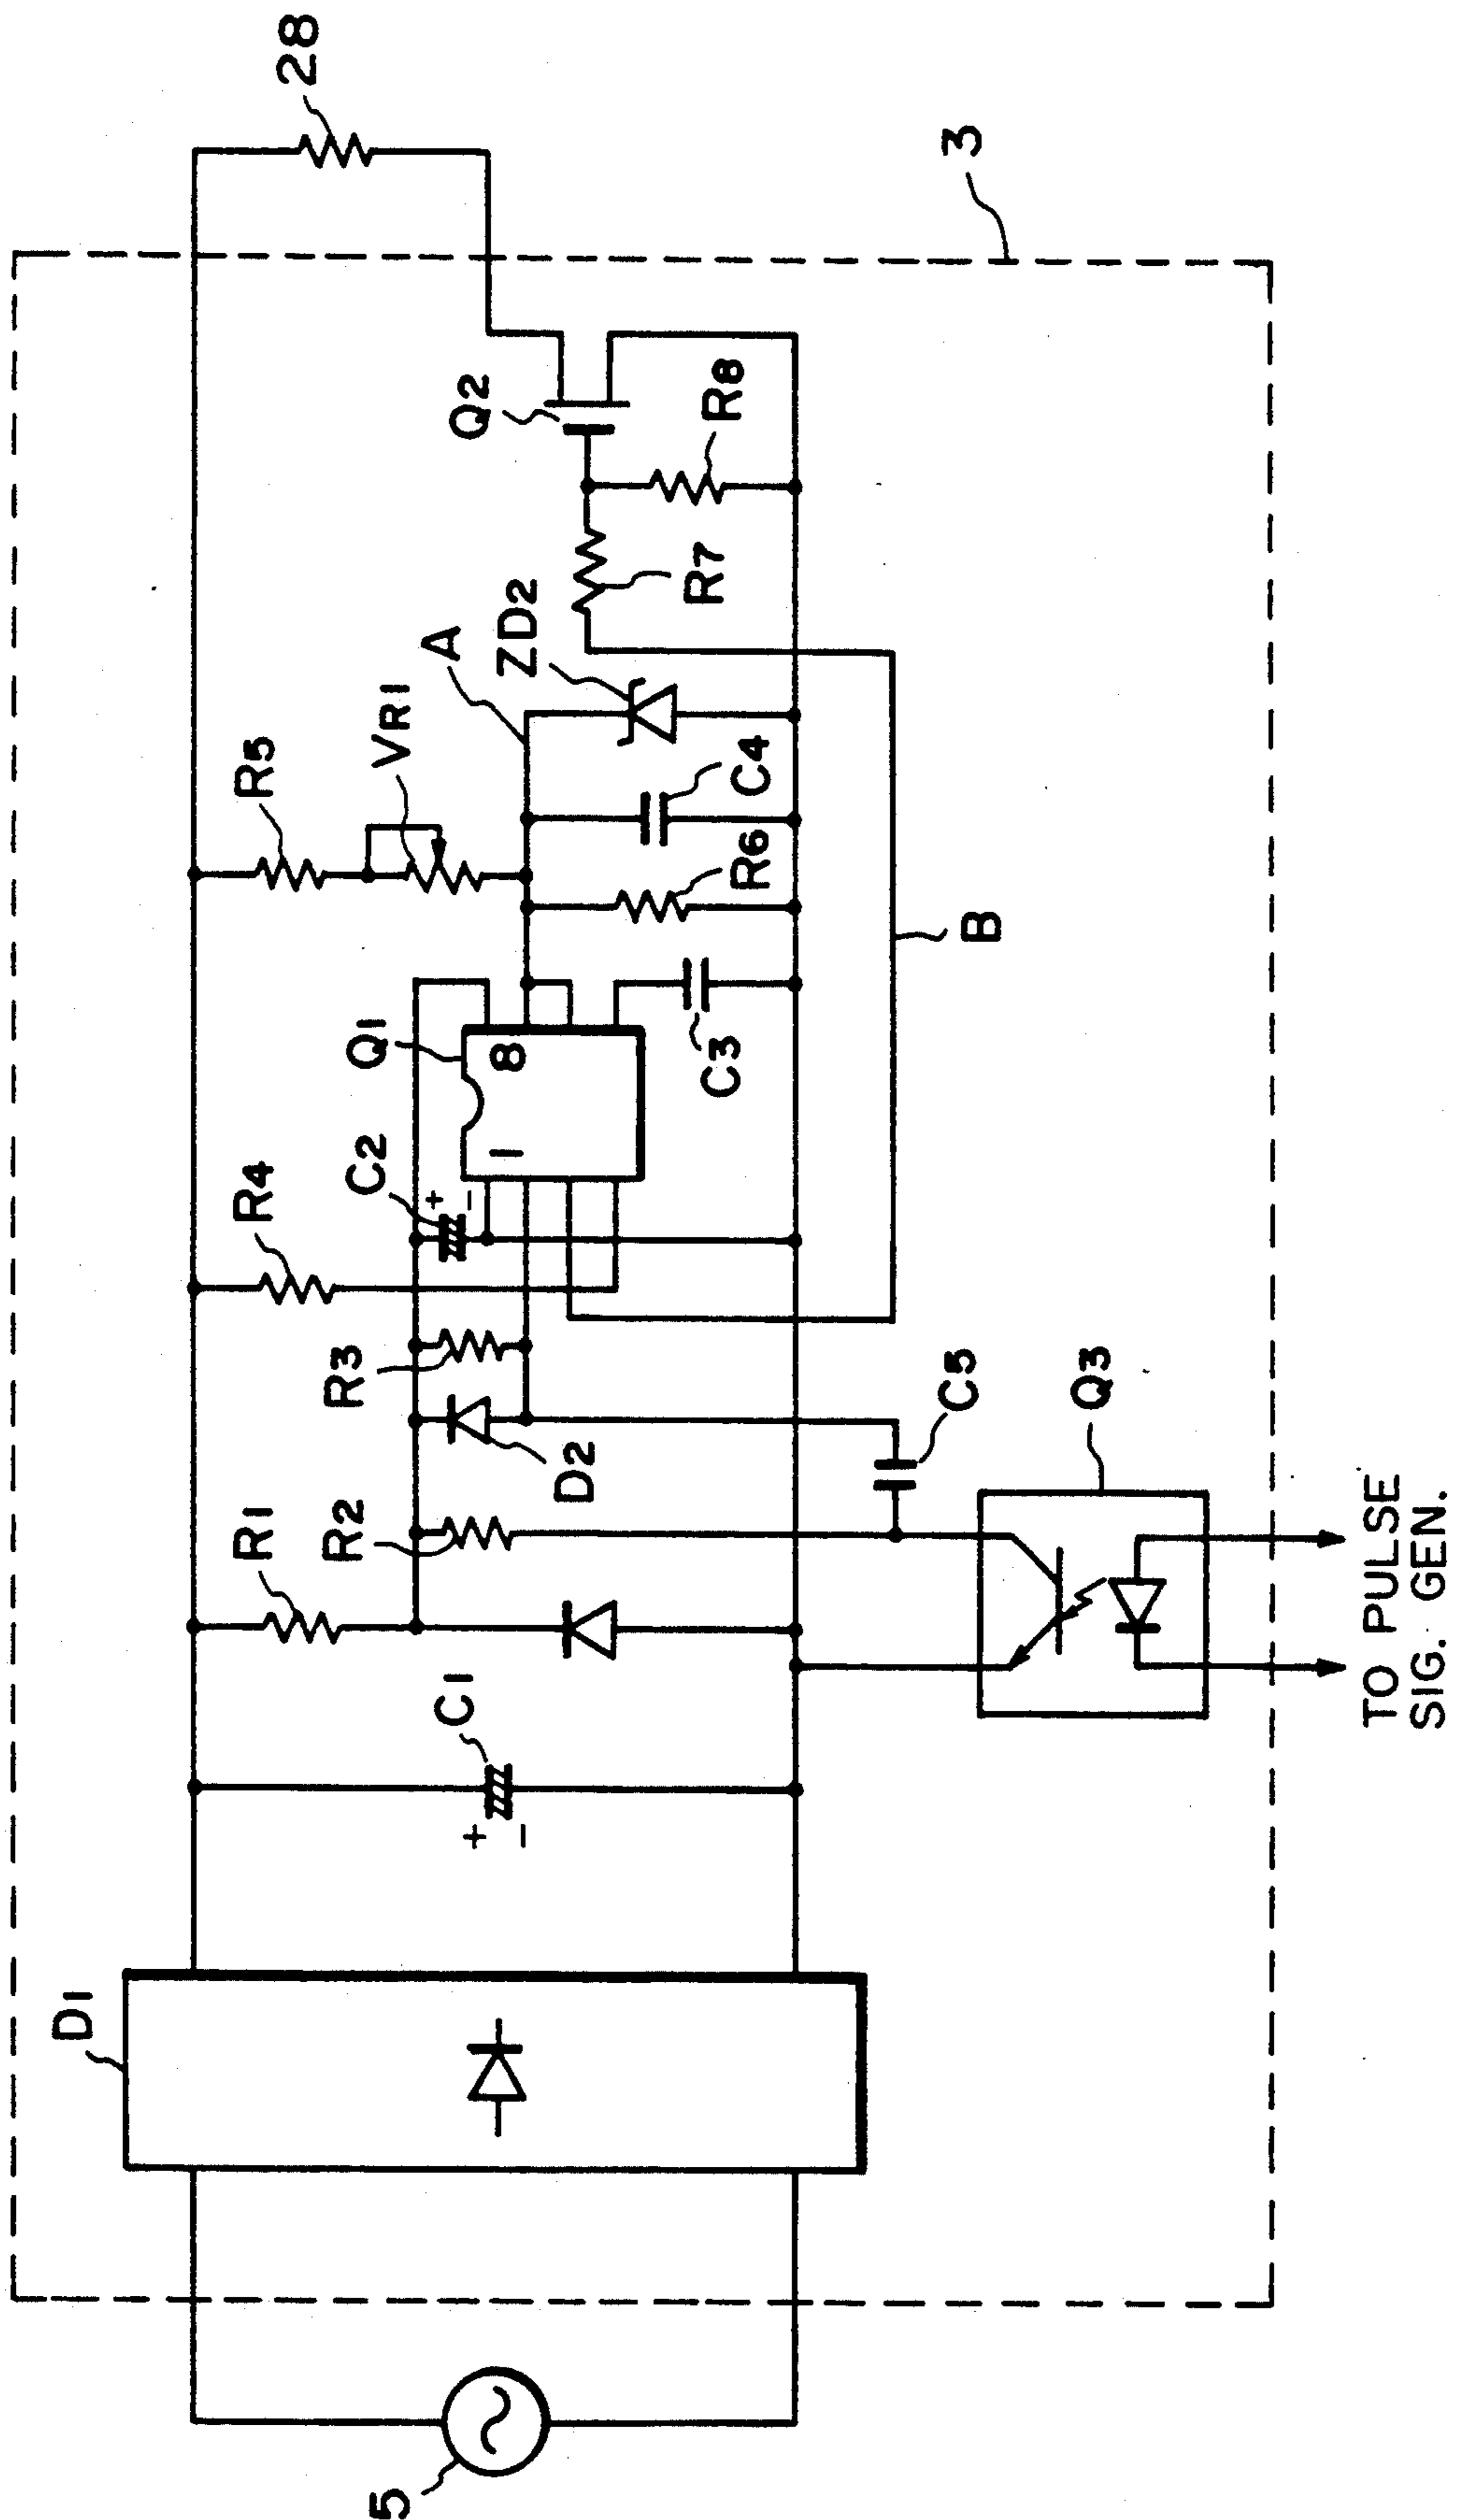 5
D1
C1
+
−
R1
R2
D2
R3
R4
C2
+
−
Q1
1
8
C3
R5
VR1
A
R6
C4
ZD2
R7
Q2
R8
28
3
B
C5
Q3
TO PULSE
SIG. GEN.